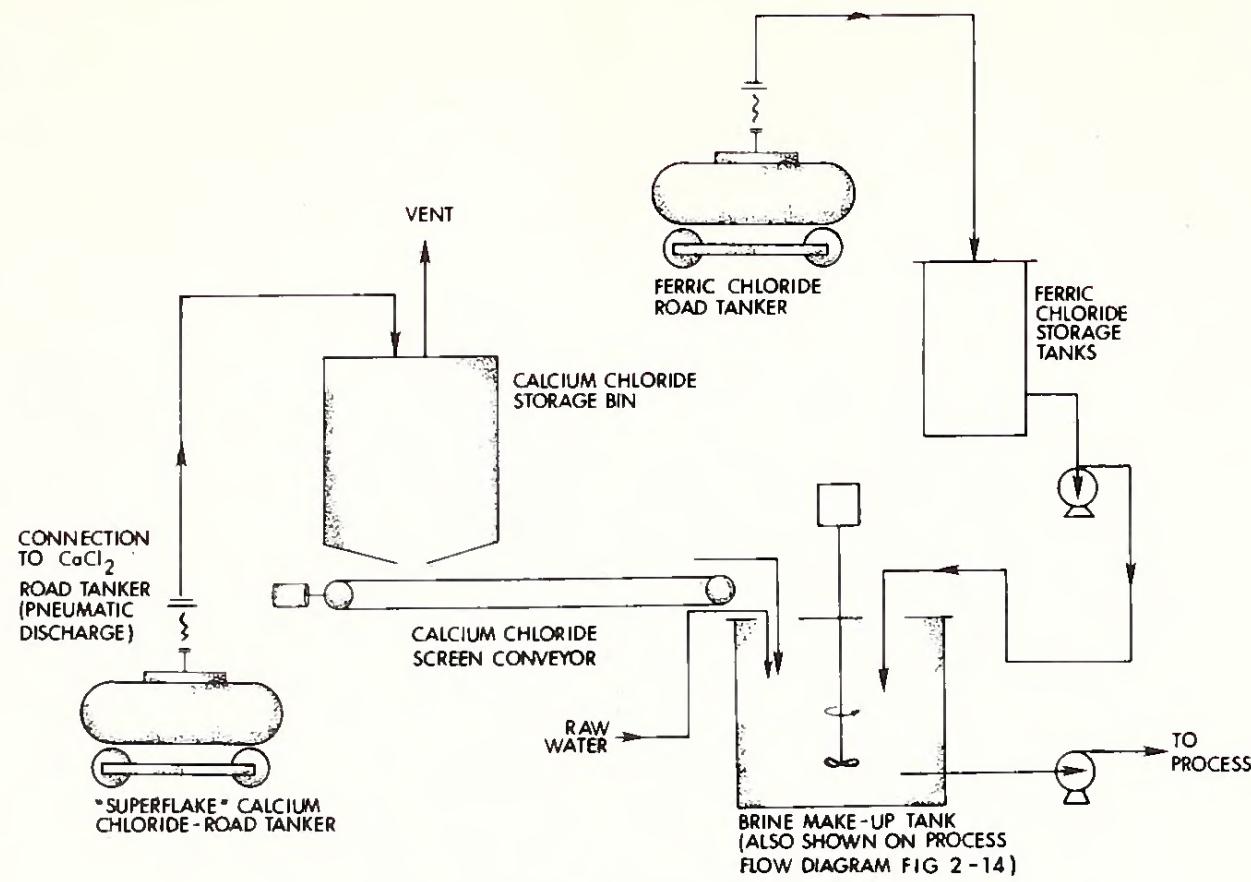 VENT
FERRIC CHLORIDE
ROAD TANKER
FERRIC
CHLORIDE
STORAGE
TANKS
CALCIUM CHLORIDE
STORAGE BIN
CONNECTION
TO CaCl2
ROAD TANKER
(PNEUMATIC
DISCHARGE)
CALCIUM CHLORIDE
SCREEN CONVEYOR
RAW
WATER
TO
PROCESS
"SUPERFLAKE" CALCIUM
CHLORIDE-ROAD TANKER
BRINE MAKE-UP TANK
(ALSO SHOWN ON PROCESS
FLOW DIAGRAM FIG 2-14)